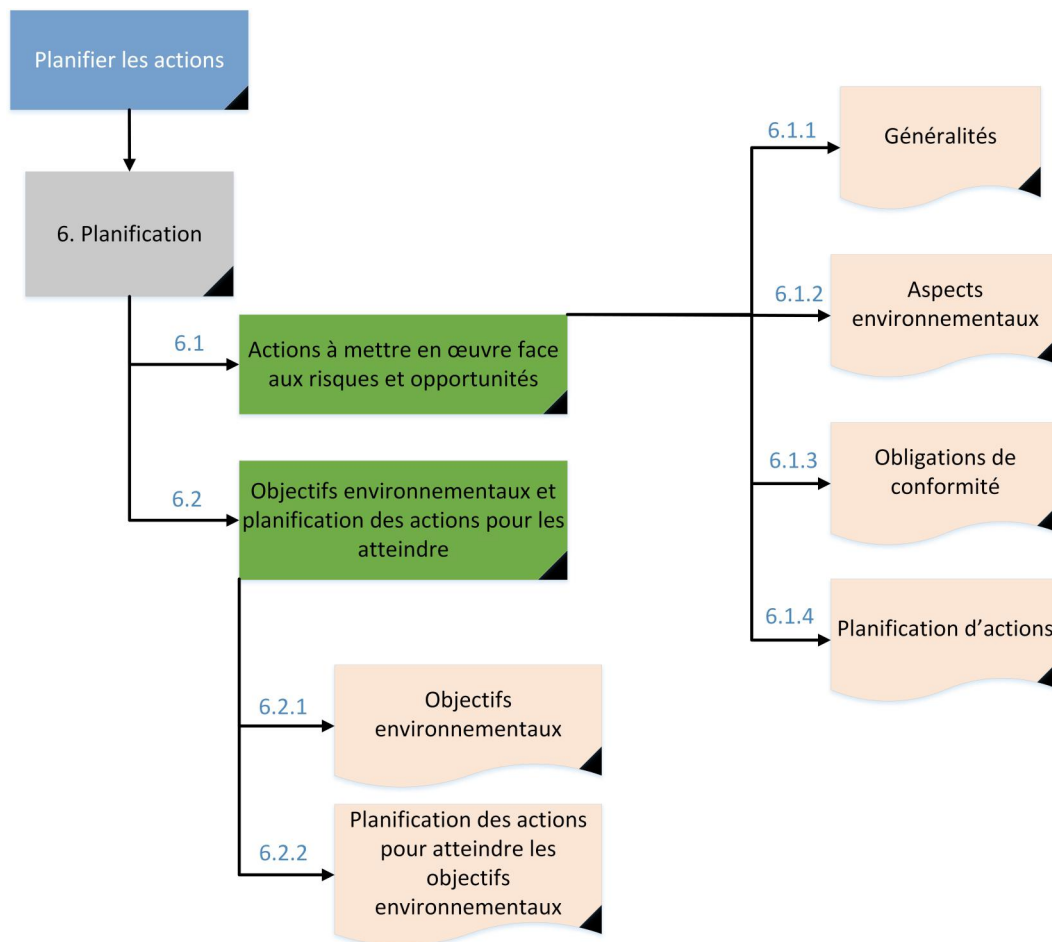 Planifier les actions
6. Planification
6.1
Actions à mettre en œuvre face
aux risques et opportunités
6.1.1
Généralités
6.1.2
Aspects
environnementaux
6.1.3
Obligations de
conformité
6.1.4
Planification d’actions
6.2
Objectifs environnementaux et
planification des actions pour les
atteindre
6.2.1
Objectifs
environnementaux
6.2.2
Planification des actions
pour atteindre les
objectifs
environnementaux